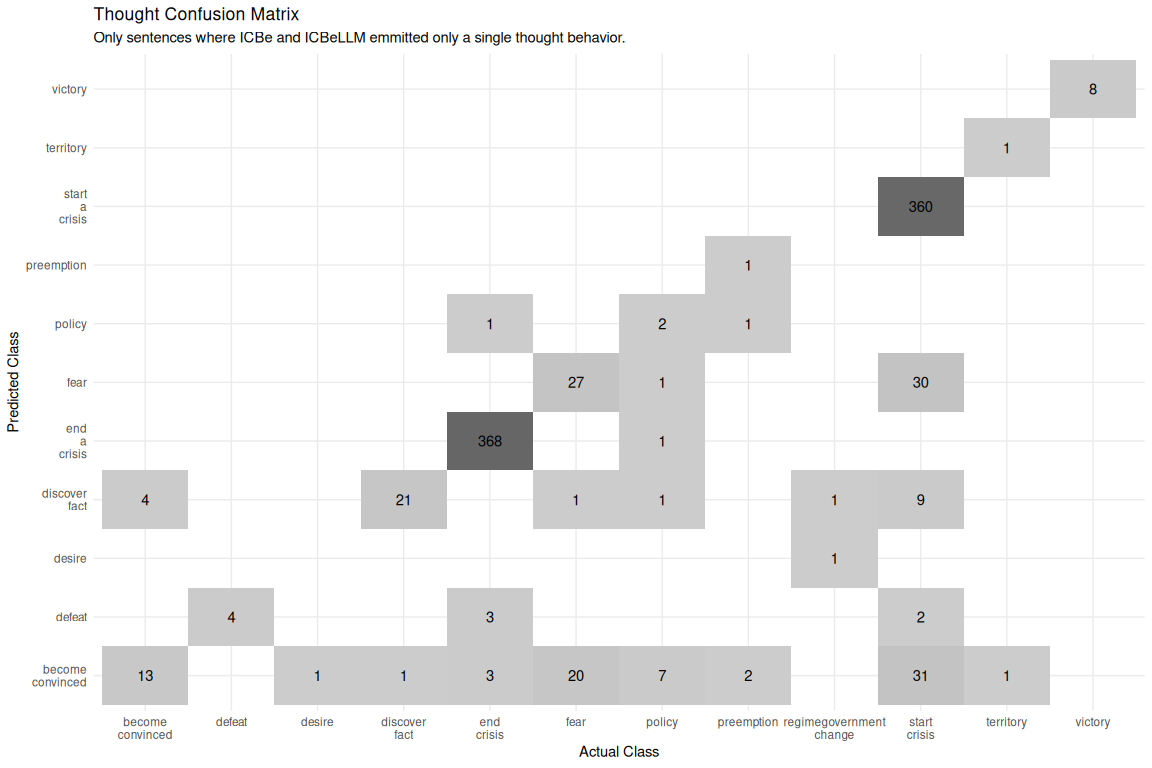 Thought Confusion Matrix
Only sentences where ICBe and ICBeLLM emmitted only a single thought behavior.
Predicted Class
victory
8
territory
1
start
a
crisis
360
preemption
1
policy
1 2 1
fear
27 1 30
end
a
crisis
368 1
discover
fact
4 21 1 1 1 9
desire
1
defeat
4 3 2
become
convinced
13 1 1 3 20 7 2 31 1
become
convinced
defeat
desire
discover
fact
end
crisis
fear
policy
preemption
regimegovernment
change
start
crisis
territory
victory
Actual Class